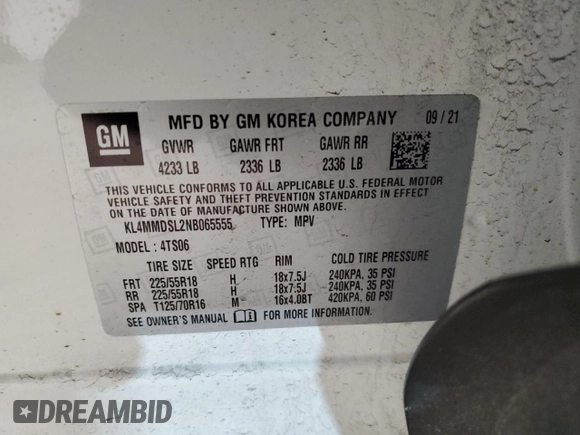 GM
MFD BY GM KOREA COMPANY 09/21
GVWR GAWR FRT GAWR RR
4233 LB 2336 LB 2336 LB
THIS VEHICLE CONFORMS TO ALL APPLICABLE U.S. FEDERAL MOTOR
VEHICLE SAFETY AND THEFT PREVENTION STANDARDS IN EFFECT
ON THE DATE OF MANUFACTURE SHOWN ABOVE.
KL4MMDSL2NB065555 TYPE: MPV
MODEL: 4TS06
TIRE SIZE SPEED RTG RIM COLD TIRE PRESSURE
FRT 225/55R18 H 18x7.5J 240KPA, 35 PSI
RR 225/55R18 H 18x7.5J 240KPA, 35 PSI
SPA T125/70R16 M 16x4.0BT 420KPA, 60 PSI
SEE OWNER'S MANUAL FOR MORE INFORMATION.
DREAMBID